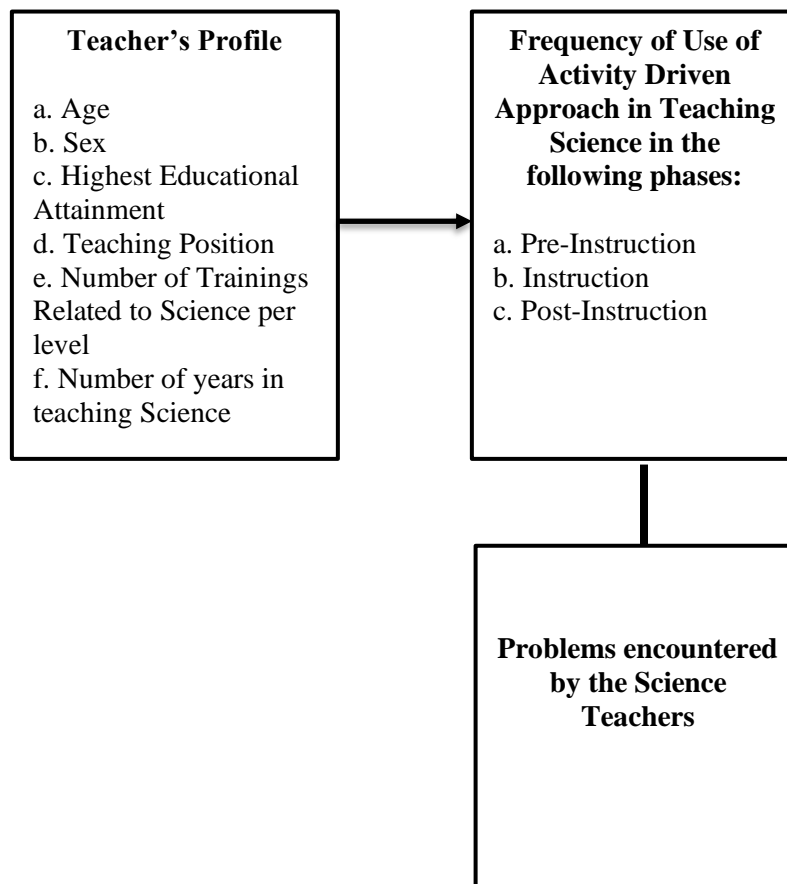 Teacher’s Profile
a. Age
b. Sex
c. Highest Educational
Attainment
d. Teaching Position
e. Number of Trainings
Related to Science per
level
f. Number of years in
teaching Science
Frequency of Use of
Activity Driven
Approach in Teaching
Science in the
following phases:
a. Pre-Instruction
b. Instruction
c. Post-Instruction
Problems encountered
by the Science
Teachers